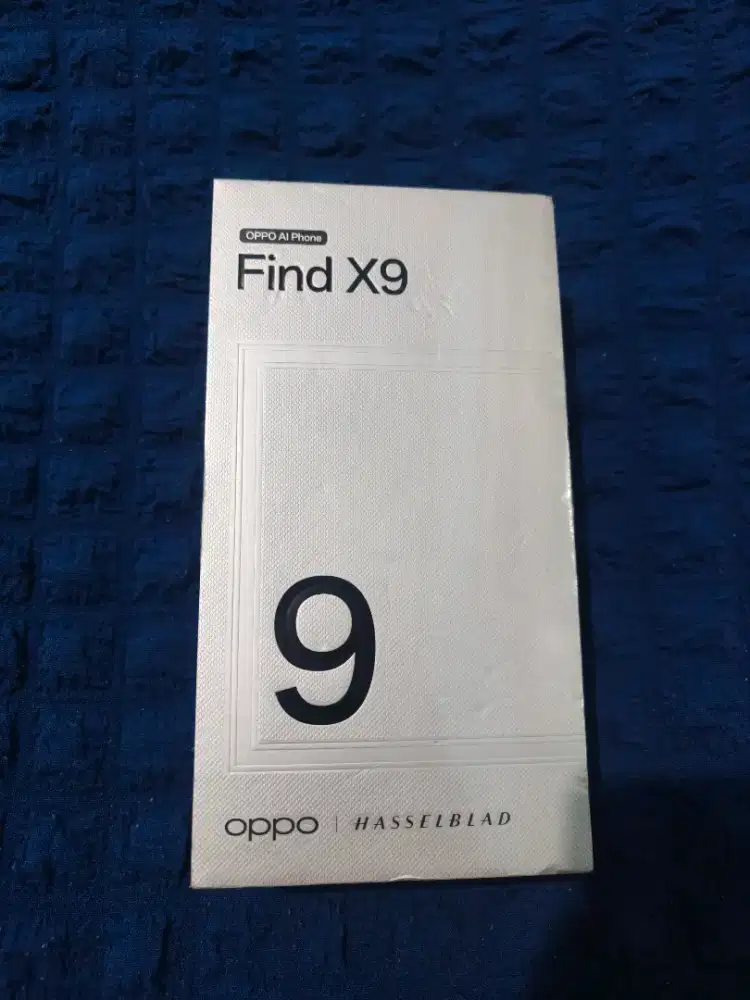 OPPO AI Phone
Find X9
9
oppo | HASSELBLAD